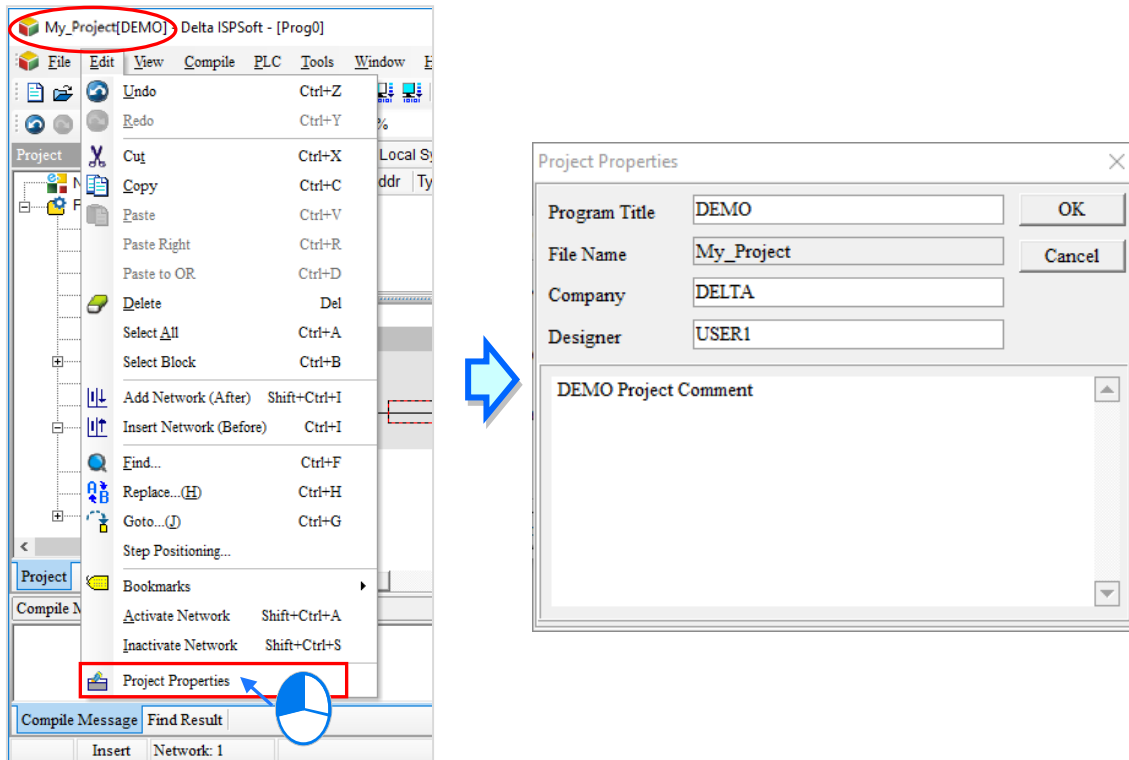 My_Project[DEMO] - Delta ISPSoft - [Prog0]
File Edit View Compile PLC Tools Window
Undo Ctrl+Z
Redo Ctrl+Y
%
Project
Cut Ctrl+X
Local Sy
Copy Ctrl+C
ddr Ty
Paste Ctrl+V
Paste Right Ctrl+R
Paste to OR Ctrl+D
Delete Del
Select All Ctrl+A
Select Block Ctrl+B
Add Network (After) Shift+Ctrl+I
Insert Network (Before) Ctrl+I
Find... Ctrl+F
Replace...(H) Ctrl+H
Goto...(J) Ctrl+G
Step Positioning...
Project
Bookmarks
Compile M
Activate Network Shift+Ctrl+A
Inactivate Network Shift+Ctrl+S
Project Properties
Compile Message Find Result
Insert Network: 1
Project Properties
Program Title DEMO OK
File Name My_Project Cancel
Company DELTA
Designer USER1
DEMO Project Comment